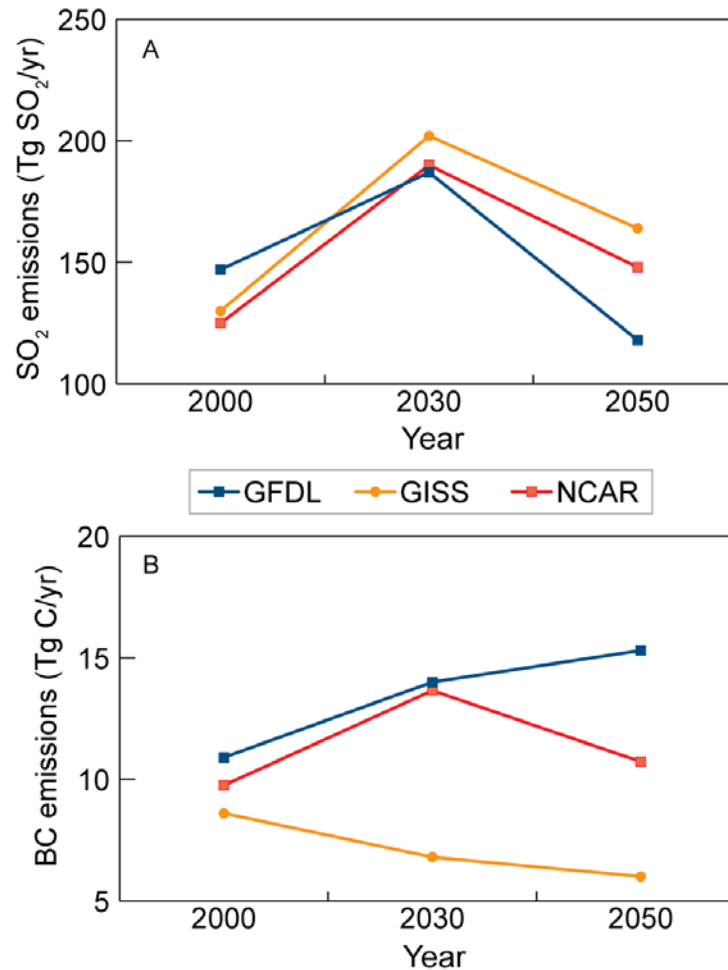 250
A
200
150
100
SO₂ emissions (Tg SO₂/yr)
2000 2030 2050
Year
GFDL GISS NCAR
20
B
15
10
5
BC emissions (Tg C/yr)
2000 2030 2050
Year